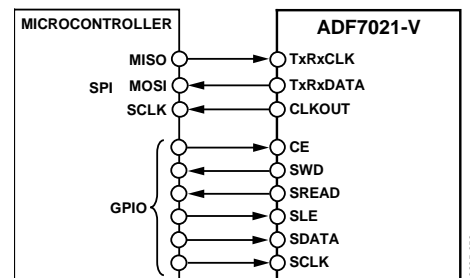 MICROCONTROLLER
ADF7021-V
MISO
TxRxCLK
SPI
MOSI
TxRxDATA
SCLK
CLKOUT
CE
SWD
SREAD
GPIO
SLE
SDATA
SCLK